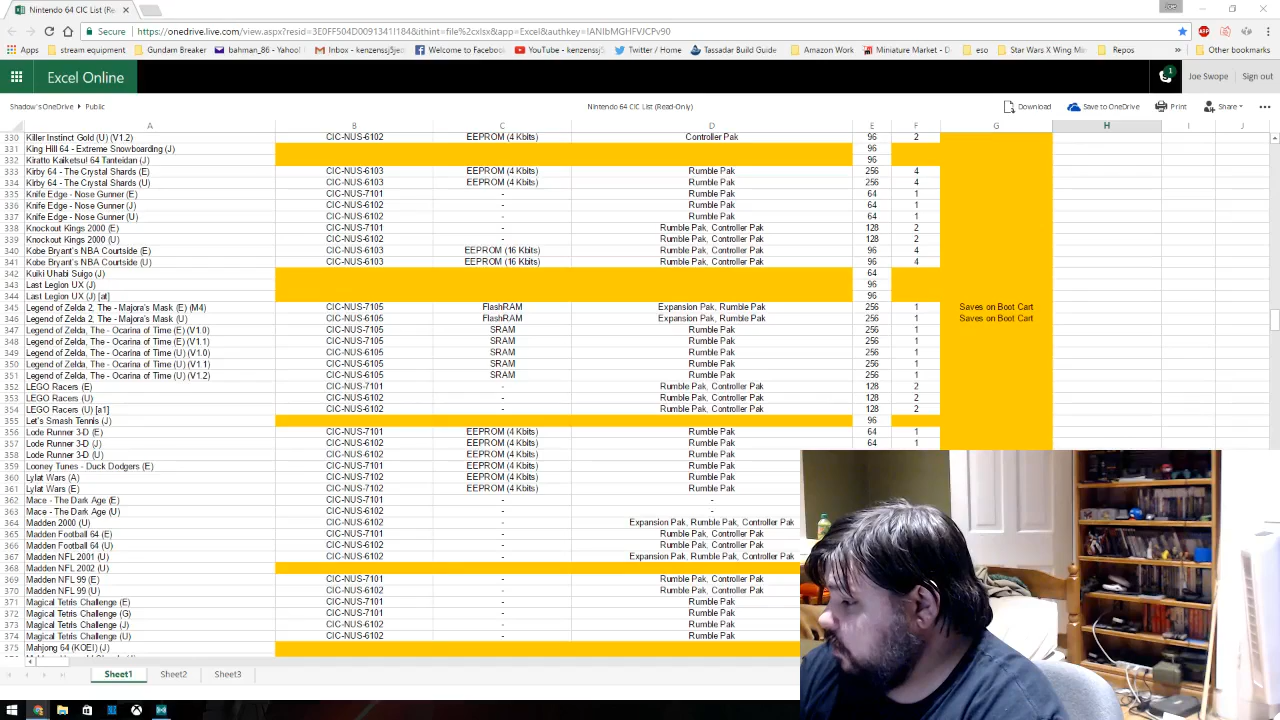 Nintendo 64 CIC List (Re
Secure https://onedrive.live.com/view.aspx?resid=3E0FF504D0091341!184&ithint=file%2cxlsx&app=Excel&authkey=!ANIbMGHFVJCPv90
Apps stream equipment Gundam Breaker bahman_66 - Yahoo! Inbox - kenzenssj5jen Welcome to Facebook YouTube - kenzenssj5 Twitter / Home Tassadar Build Guide Amazon Work Miniature Market - D eso Star Wars X Wing Mi Repos » Other bookmarks
Excel Online 1 Joe Swope Sign out
Shadow'sOneDrive Public Nintendo 64 CIC List (Read-Only) Download Save to OneDrive Print Share
A B C D E F G H I J
330 Killer Instinct Gold (U) (V1.2) CIC-NUS-6102 EEPROM (4 Kbits) Controller Pak 96 2
331 King Hill 64 - Extreme Snowboarding (J) 96
332 Kiratto Kaiketsu! 64 Tanteidan (J) 96
333 Kirby 64 - The Crystal Shards (E) CIC-NUS-6103 EEPROM (4 Kbits) Rumble Pak 256 4
334 Kirby 64 - The Crystal Shards (U) CIC-NUS-6103 EEPROM (4 Kbits) Rumble Pak 256 4
335 Knife Edge - Nose Gunner (E) CIC-NUS-7101 - Rumble Pak 64 1
336 Knife Edge - Nose Gunner (J) CIC-NUS-6102 - Rumble Pak 64 1
337 Knife Edge - Nose Gunner (U) CIC-NUS-6102 - Rumble Pak 64 1
338 Knockout Kings 2000 (E) CIC-NUS-7101 - Rumble Pak, Controller Pak 128 2
339 Knockout Kings 2000 (U) CIC-NUS-6102 - Rumble Pak, Controller Pak 128 2
340 Kobe Bryant's NBA Courtside (E) CIC-NUS-6103 EEPROM (16 Kbits) Rumble Pak, Controller Pak 96 4
341 Kobe Bryant's NBA Courtside (U) CIC-NUS-6103 EEPROM (16 Kbits) Rumble Pak, Controller Pak 96 4
342 Kuiki Uhabi Suigo (J) 64
343 Last Legion UX (J) 96
344 Last Legion UX (J) [at] 96
345 Legend of Zelda 2, The - Majora's Mask (E) (M4) CIC-NUS-7105 FlashRAM Expansion Pak, Rumble Pak 256 1 Saves on Boot Cart
346 Legend of Zelda 2, The - Majora's Mask (U) CIC-NUS-6105 FlashRAM Expansion Pak, Rumble Pak 256 1 Saves on Boot Cart
347 Legend of Zelda, The - Ocarina of Time (E) (V1.0) CIC-NUS-7105 SRAM Rumble Pak 256 1
348 Legend of Zelda, The - Ocarina of Time (E) (V1.1) CIC-NUS-7105 SRAM Rumble Pak 256 1
349 Legend of Zelda, The - Ocarina of Time (U) (V1.0) CIC-NUS-6105 SRAM Rumble Pak 256 1
350 Legend of Zelda, The - Ocarina of Time (U) (V1.1) CIC-NUS-6105 SRAM Rumble Pak 256 1
351 Legend of Zelda, The - Ocarina of Time (U) (V1.2) CIC-NUS-6105 SRAM Rumble Pak 256 1
352 LEGO Racers (E) CIC-NUS-7101 - Rumble Pak, Controller Pak 128 2
353 LEGO Racers (U) CIC-NUS-6102 - Rumble Pak, Controller Pak 128 2
354 LEGO Racers (U) [a1] CIC-NUS-6102 - Rumble Pak, Controller Pak 128 2
355 Let's Smash Tennis (J) 96
356 Lode Runner 3-D (E) CIC-NUS-7101 EEPROM (4 Kbits) Rumble Pak 64 1
357 Lode Runner 3-D (J) CIC-NUS-6102 EEPROM (4 Kbits) Rumble Pak 64 1
358 Lode Runner 3-D (U) CIC-NUS-6102 EEPROM (4 Kbits) Rumble Pak
359 Looney Tunes - Duck Dodgers (E) CIC-NUS-7101 EEPROM (4 Kbits) Rumble Pak
360 Lylat Wars (A) CIC-NUS-7102 EEPROM (4 Kbits) Rumble Pak
361 Lylat Wars (E) CIC-NUS-7102 EEPROM (4 Kbits) Rumble Pak
362 Mace - The Dark Age (E) CIC-NUS-7101 - -
363 Mace - The Dark Age (U) CIC-NUS-6102 - -
364 Madden 2000 (U) CIC-NUS-6102 - Expansion Pak, Rumble Pak, Controller Pak
365 Madden Football 64 (E) CIC-NUS-7101 - Rumble Pak, Controller Pak
366 Madden Football 64 (U) CIC-NUS-6102 - Rumble Pak, Controller Pak
367 Madden NFL 2001 (U) CIC-NUS-6102 - Expansion Pak, Rumble Pak, Controller Pak
368 Madden NFL 2002 (U)
369 Madden NFL 99 (E) CIC-NUS-7101 - Rumble Pak, Controller Pak
370 Madden NFL 99 (U) CIC-NUS-6102 - Rumble Pak, Controller Pak
371 Magical Tetris Challenge (E) CIC-NUS-7101 - Rumble Pak
372 Magical Tetris Challenge (G) CIC-NUS-7101 - Rumble Pak
373 Magical Tetris Challenge (J) CIC-NUS-6102 - Rumble Pak
374 Magical Tetris Challenge (U) CIC-NUS-6102 - Rumble Pak
375 Mahjong 64 (KOEI) (J)
Sheet1 Sheet2 Sheet3